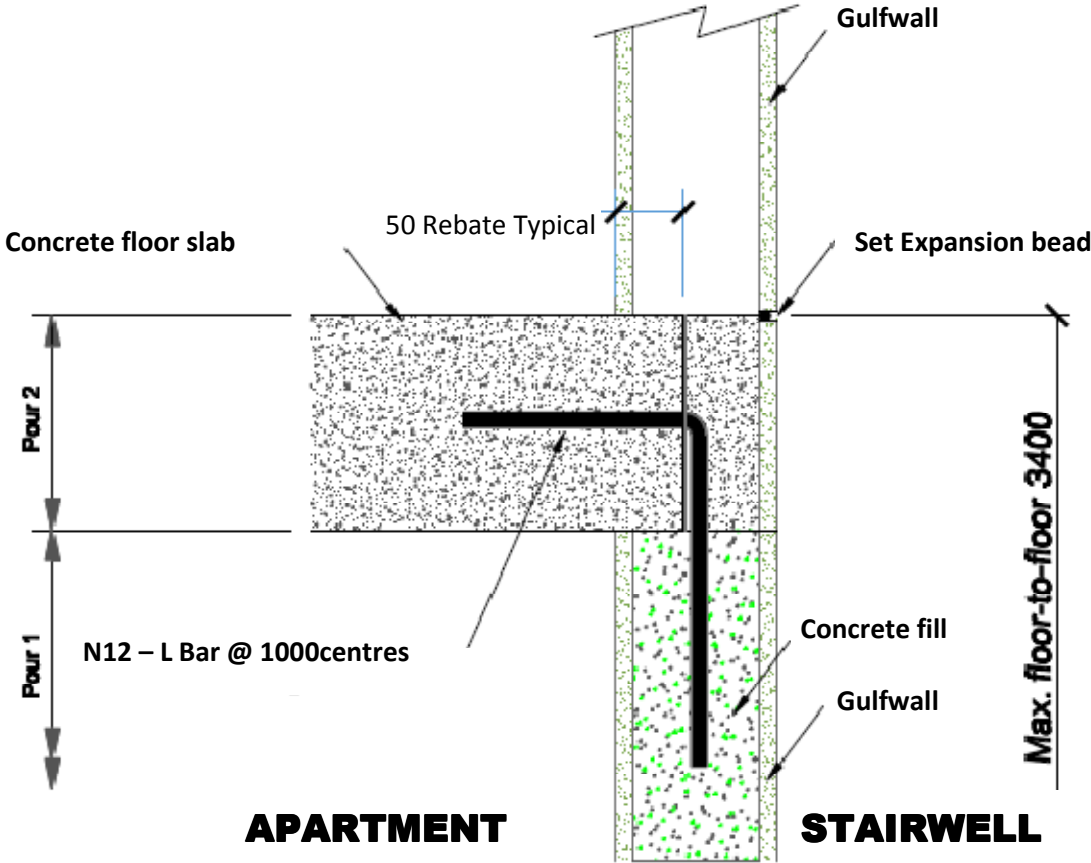 Gulfwall
50 Rebate Typical
Concrete floor slab
Set Expansion bead
Pour 2
Max. floor-to-floor 3400
Pour 1
N12 – L Bar @ 1000centres
Concrete fill
Gulfwall
APARTMENT
STAIRWELL